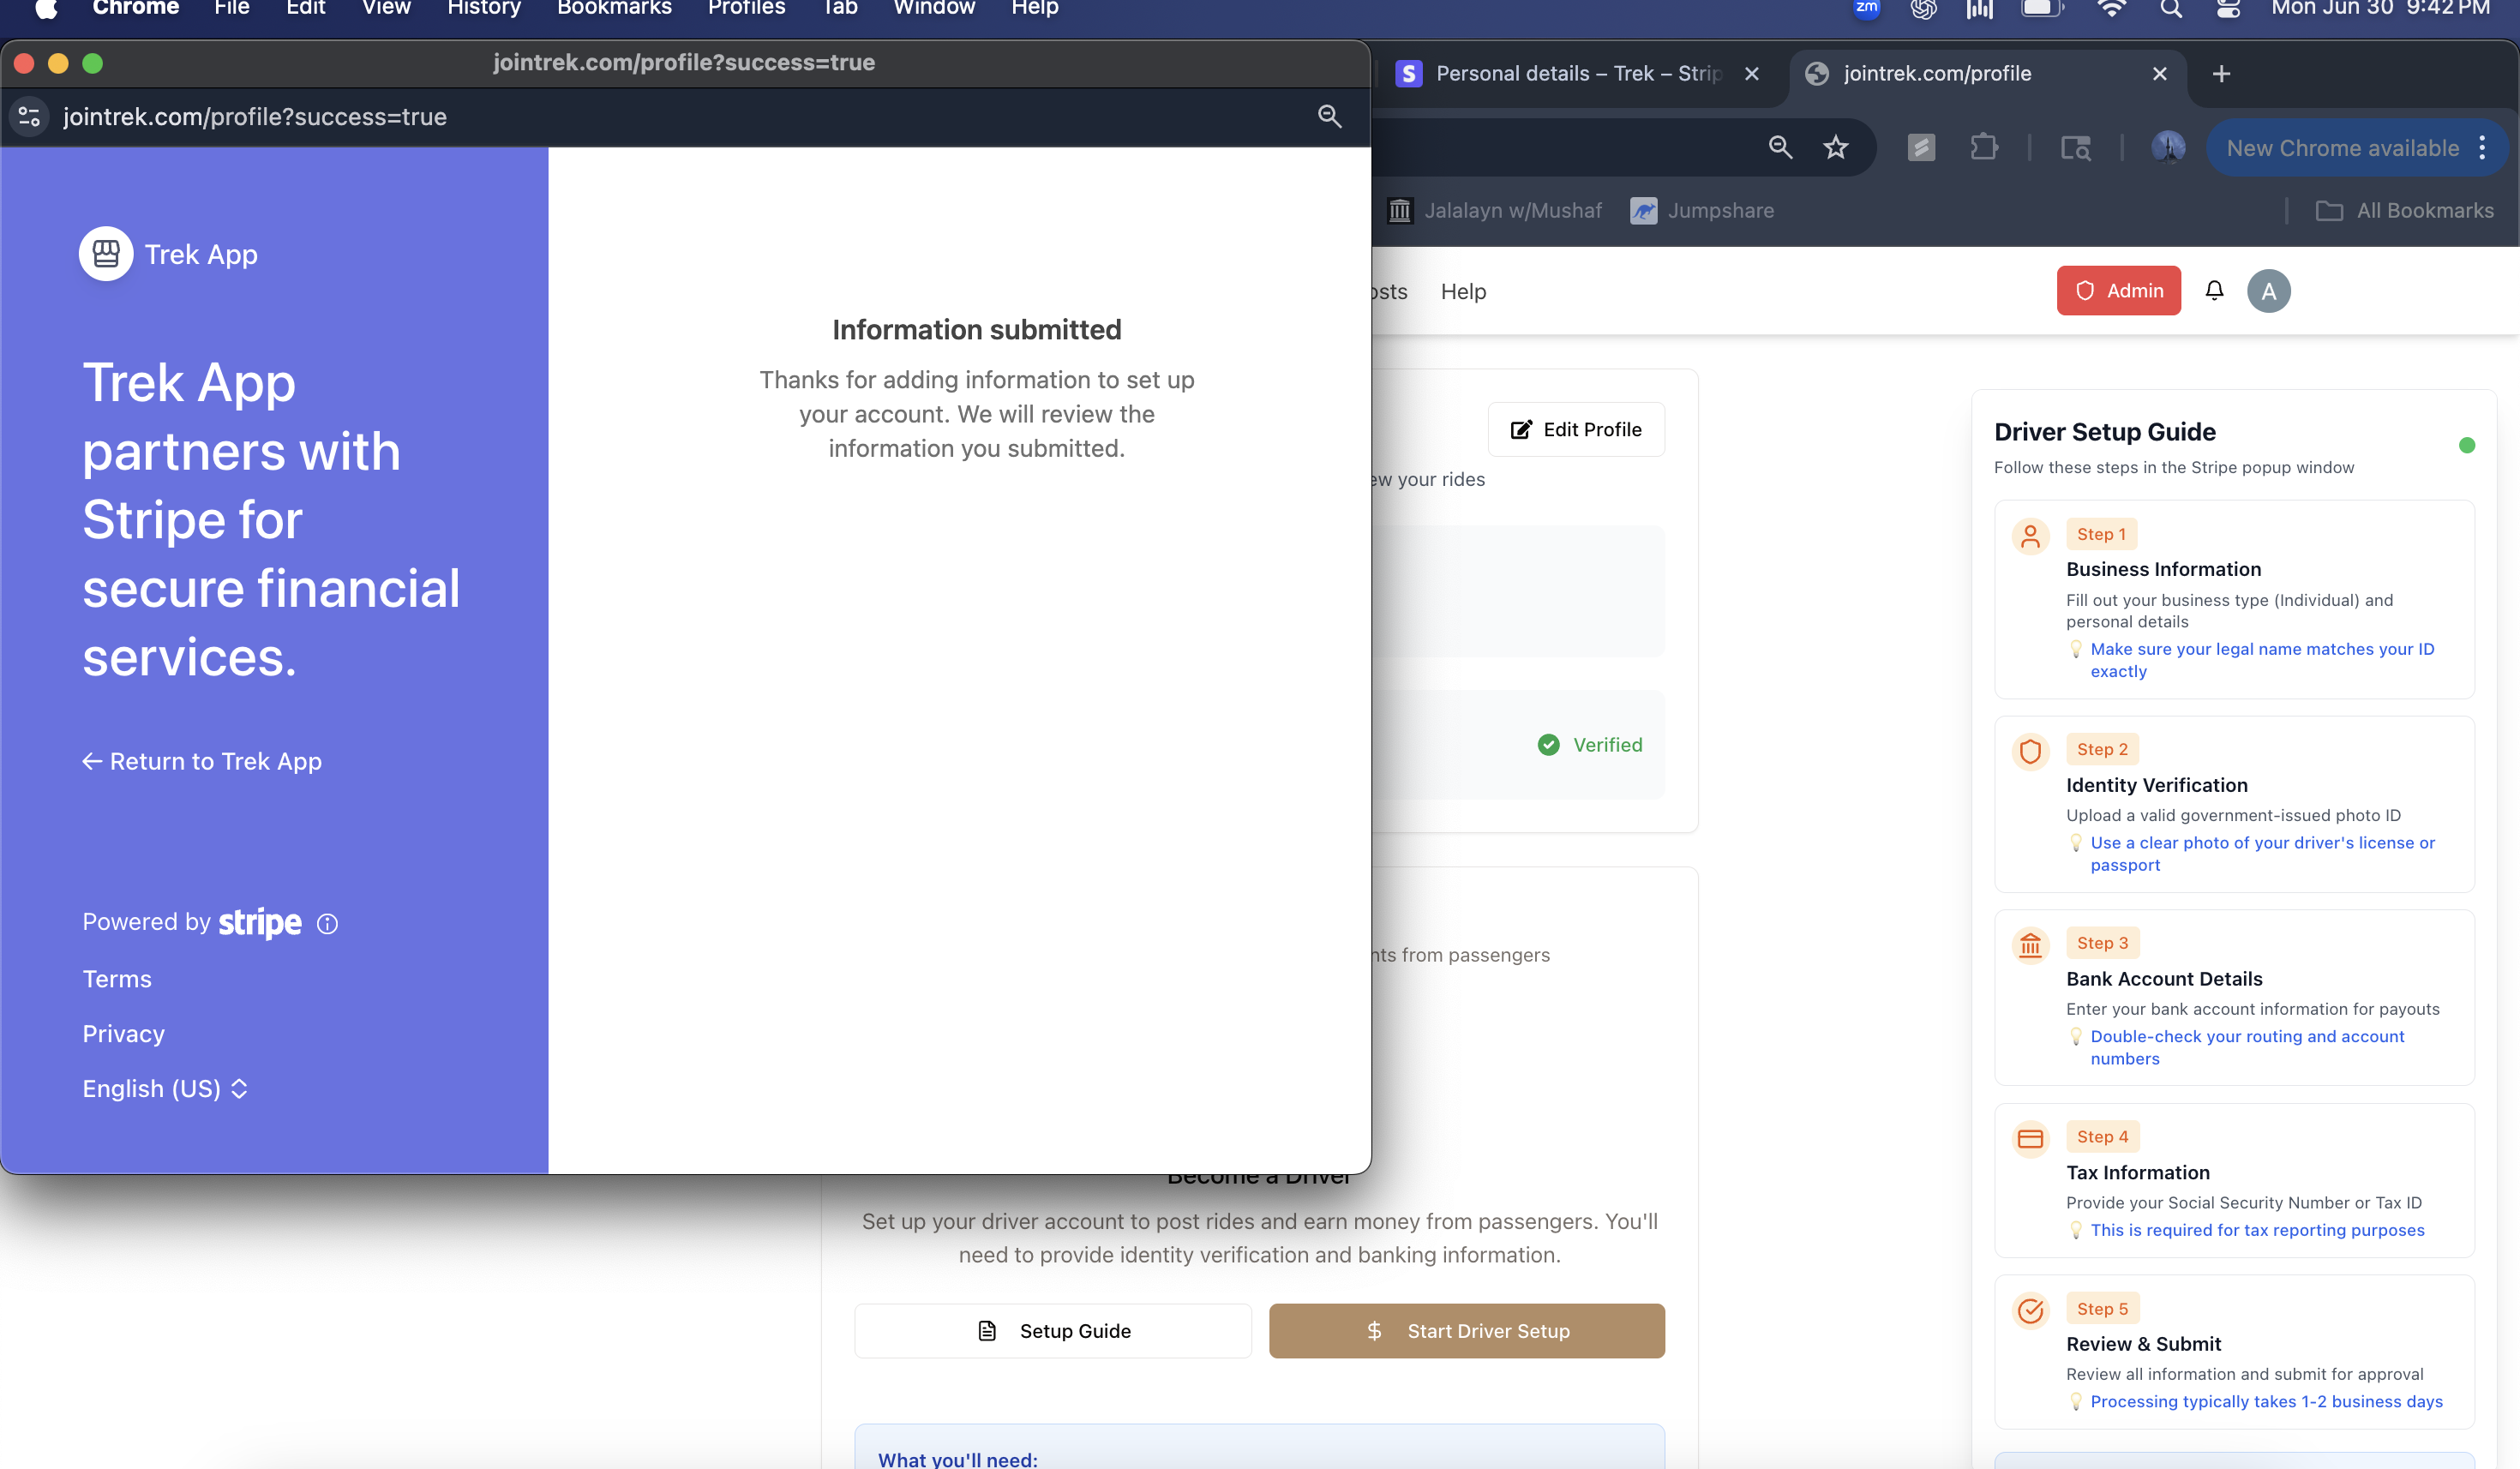 Chrome File Edit View History Bookmarks Profiles Tab Window Help
zm
Mon Jun 30 9:42 PM
jointrek.com/profile?success=true
jointrek.com/profile?success=true
Trek App
Trek App
partners with
Stripe for
secure financial
services.
← Return to Trek App
Powered by stripe
Terms
Privacy
English (US)
Information submitted
Thanks for adding information to set up
your account. We will review the
information you submitted.
S Personal details – Trek – Strip
jointrek.com/profile
New Chrome available
Jalalayn w/Mushaf
Jumpshare
All Bookmarks
osts
Help
Admin
A
Edit Profile
ew your rides
Verified
nts from passengers
Become a Driver
Set up your driver account to post rides and earn money from passengers. You'll
need to provide identity verification and banking information.
Setup Guide
$ Start Driver Setup
What you'll need:
Driver Setup Guide
Follow these steps in the Stripe popup window
Step 1
Business Information
Fill out your business type (Individual) and
personal details
Make sure your legal name matches your ID
exactly
Step 2
Identity Verification
Upload a valid government-issued photo ID
Use a clear photo of your driver's license or
passport
Step 3
Bank Account Details
Enter your bank account information for payouts
Double-check your routing and account
numbers
Step 4
Tax Information
Provide your Social Security Number or Tax ID
This is required for tax reporting purposes
Step 5
Review & Submit
Review all information and submit for approval
Processing typically takes 1-2 business days